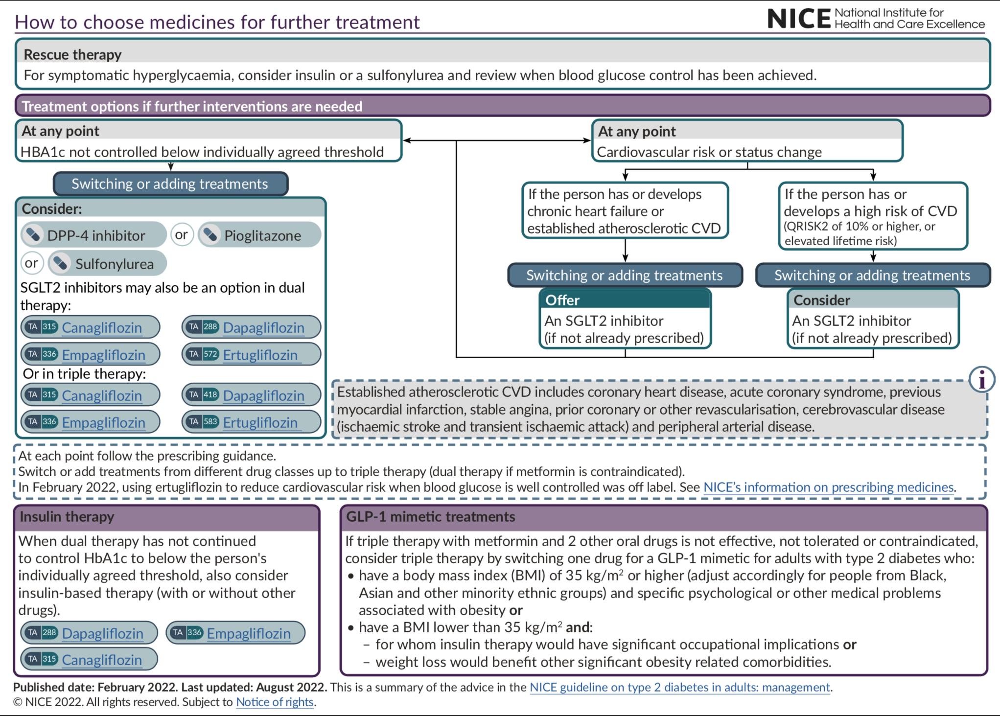 How to choose medicines for further treatment
NICE National Institute for
Health and Care Excellence
Rescue therapy
For symptomatic hyperglycaemia, consider insulin or a sulfonylurea and review when blood glucose control has been achieved.
Treatment options if further interventions are needed
At any point
HBA1c not controlled below individually agreed threshold
Switching or adding treatments
Consider:
DPP-4 inhibitor or Pioglitazone
or Sulfonylurea
SGLT2 inhibitors may also be an option in dual
therapy:
TA 315 Canagliflozin TA 288 Dapagliflozin
TA 336 Empagliflozin TA 572 Ertugliflozin
Or in triple therapy:
TA 315 Canagliflozin TA 418 Dapagliflozin
TA 336 Empagliflozin TA 583 Ertugliflozin
At any point
Cardiovascular risk or status change
If the person has or develops
chronic heart failure or
established atherosclerotic CVD
Switching or adding treatments
Offer
An SGLT2 inhibitor
(if not already prescribed)
If the person has or
develops a high risk of CVD
(QRISK2 of 10% or higher, or
elevated lifetime risk)
Switching or adding treatments
Consider
An SGLT2 inhibitor
(if not already prescribed)
i
Established atherosclerotic CVD includes coronary heart disease, acute coronary syndrome, previous
myocardial infarction, stable angina, prior coronary or other revascularisation, cerebrovascular disease
(ischaemic stroke and transient ischaemic attack) and peripheral arterial disease.
At each point follow the prescribing guidance.
Switch or add treatments from different drug classes up to triple therapy (dual therapy if metformin is contraindicated).
In February 2022, using ertugliflozin to reduce cardiovascular risk when blood glucose is well controlled was off label. See NICE's information on prescribing medicines.
Insulin therapy
When dual therapy has not continued
to control HbA1c to below the person's
individually agreed threshold, also consider
insulin-based therapy (with or without other
drugs).
TA 288 Dapagliflozin TA 336 Empagliflozin
TA 315 Canagliflozin
GLP-1 mimetic treatments
If triple therapy with metformin and 2 other oral drugs is not effective, not tolerated or contraindicated,
consider triple therapy by switching one drug for a GLP-1 mimetic for adults with type 2 diabetes who:
• have a body mass index (BMI) of 35 kg/m² or higher (adjust accordingly for people from Black,
Asian and other minority ethnic groups) and specific psychological or other medical problems
associated with obesity or
• have a BMI lower than 35 kg/m² and:
– for whom insulin therapy would have significant occupational implications or
– weight loss would benefit other significant obesity related comorbidities.
Published date: February 2022. Last updated: August 2022. This is a summary of the advice in the NICE guideline on type 2 diabetes in adults: management.
© NICE 2022. All rights reserved. Subject to Notice of rights.